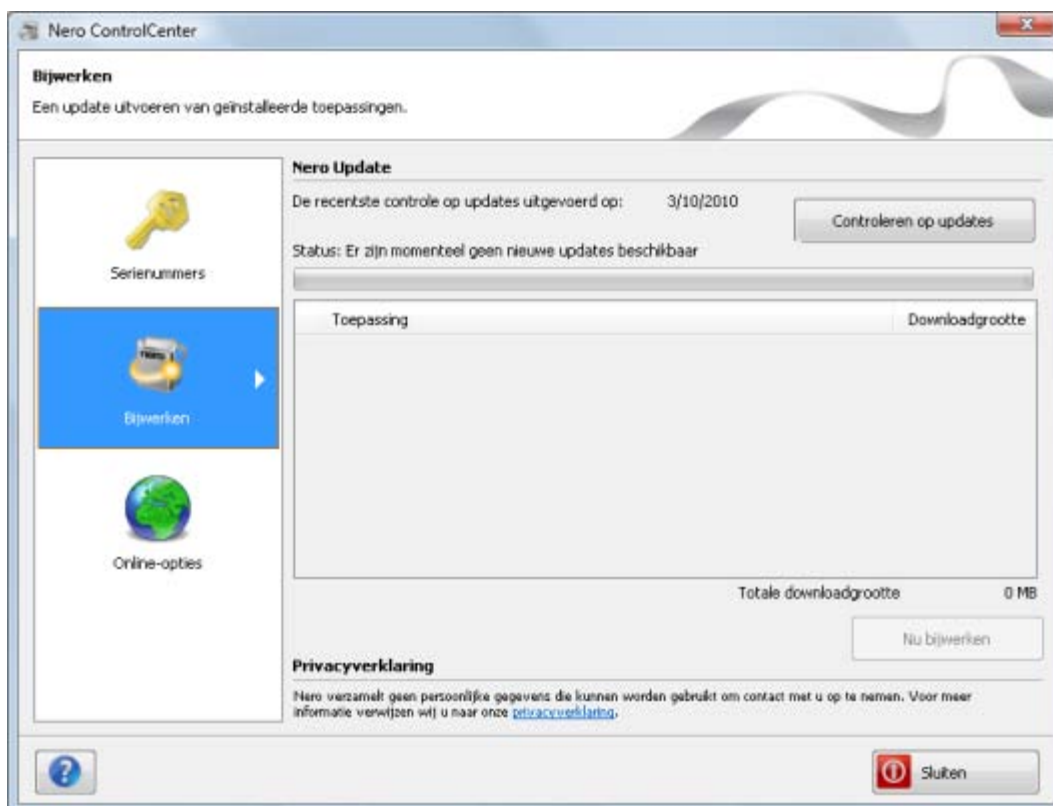 Nero ControlCenter
Bijwerken
Een update uitvoeren van geïnstalleerde toepassingen.
Serienummers
Bijwerken
Online-opties
Nero Update
De recentste controle op updates uitgevoerd op: 3/10/2010
Controleren op updates
Status: Er zijn momenteel geen nieuwe updates beschikbaar
Toepassing Downloadgrootte
Totale downloadgrootte 0 MB
Nu bijwerken
Privacyverklaring
Nero verzamelt geen persoonlijke gegevens die kunnen worden gebruikt om contact met u op te nemen. Voor meer
informatie verwijzen wij u naar onze privacyverklaring.
?
Sluiten